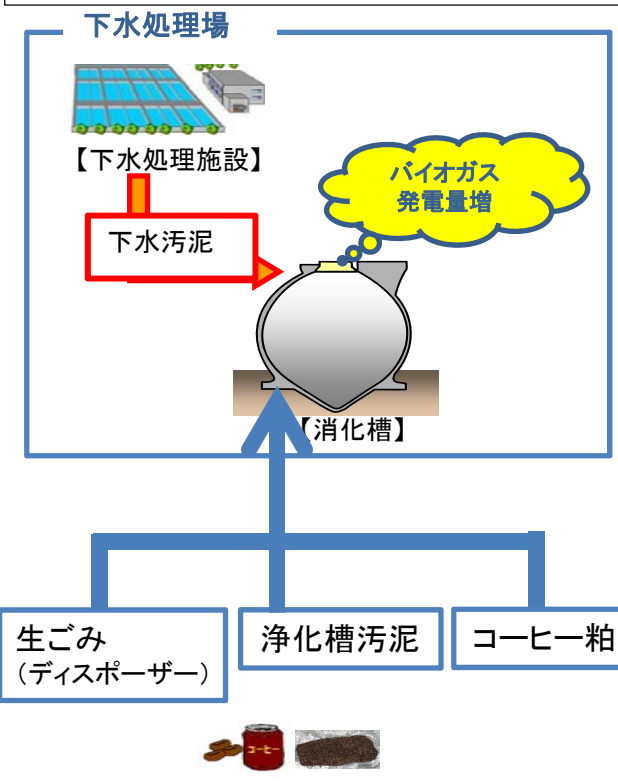 下水処理場
【下水処理施設】
バイオガス
発電量増
下水汚泥
【消化槽】
生ごみ
（ディスポーザー）
浄化槽汚泥
コーヒー粕
コーヒー